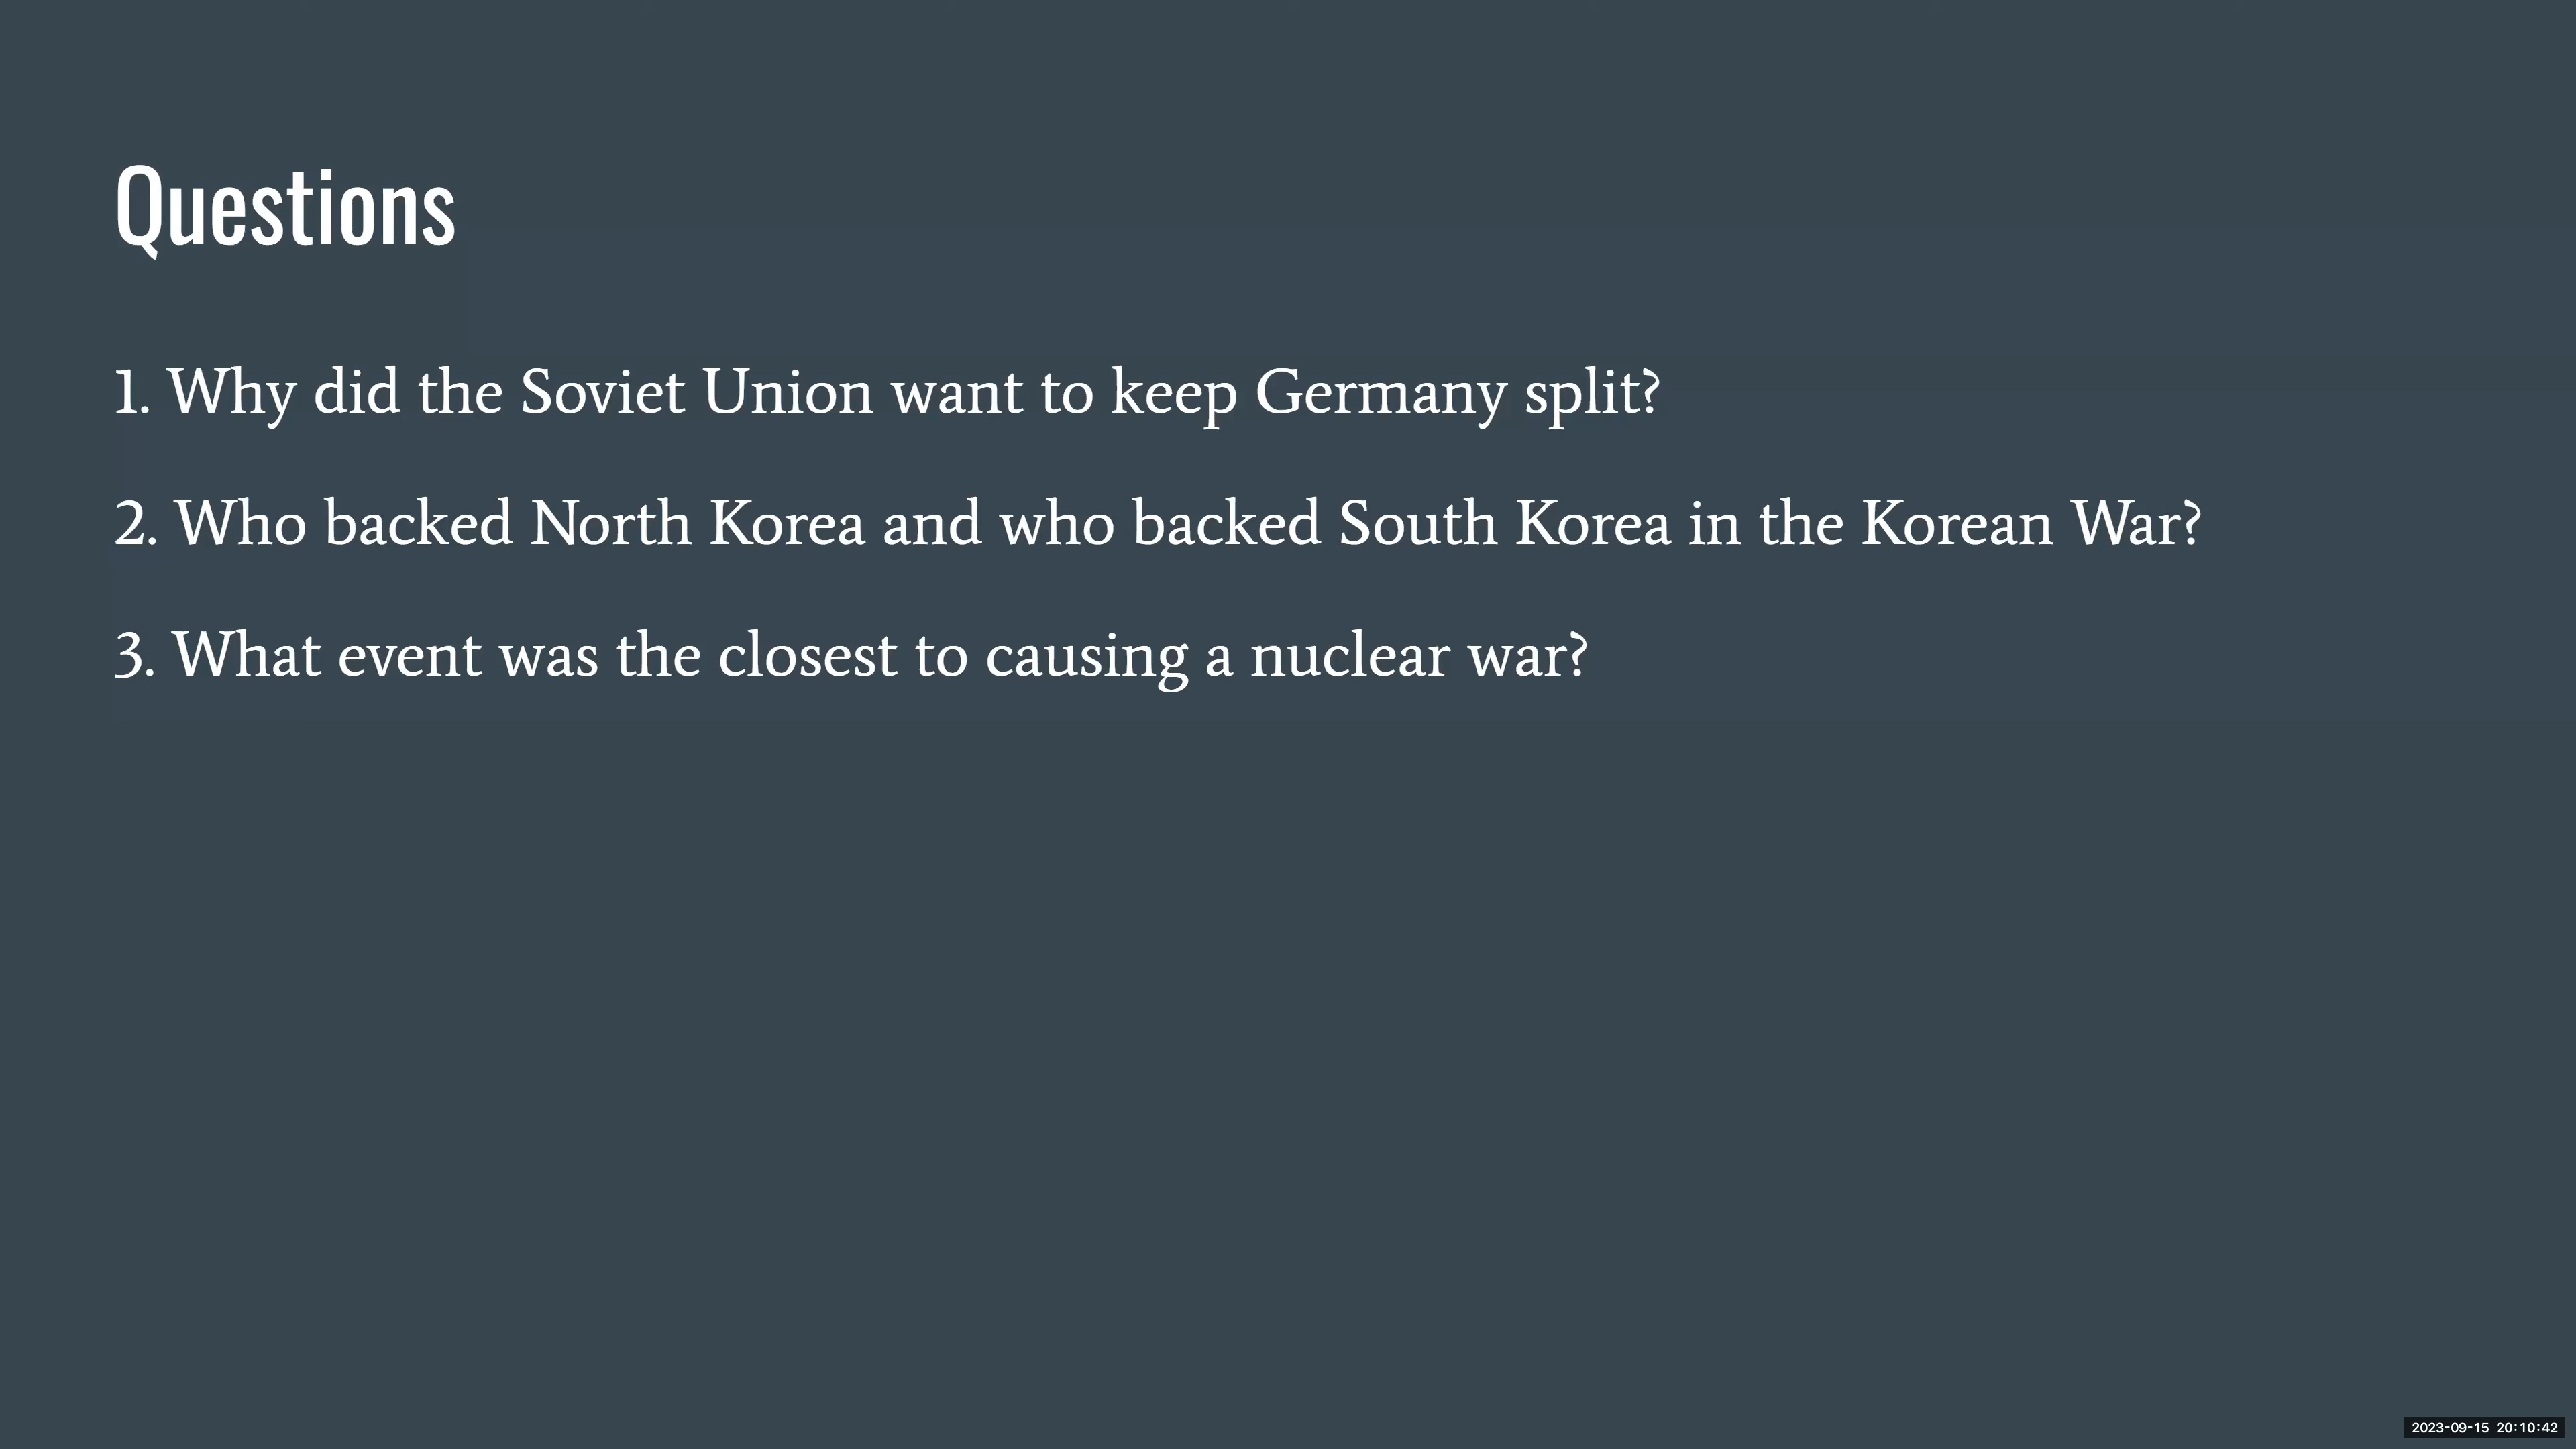 Questions
1. Why did the Soviet Union want to keep Germany split?
2. Who backed North Korea and who backed South Korea in the Korean War?
3. What event was the closest to causing a nuclear war?
2023-09-15 20:10:42